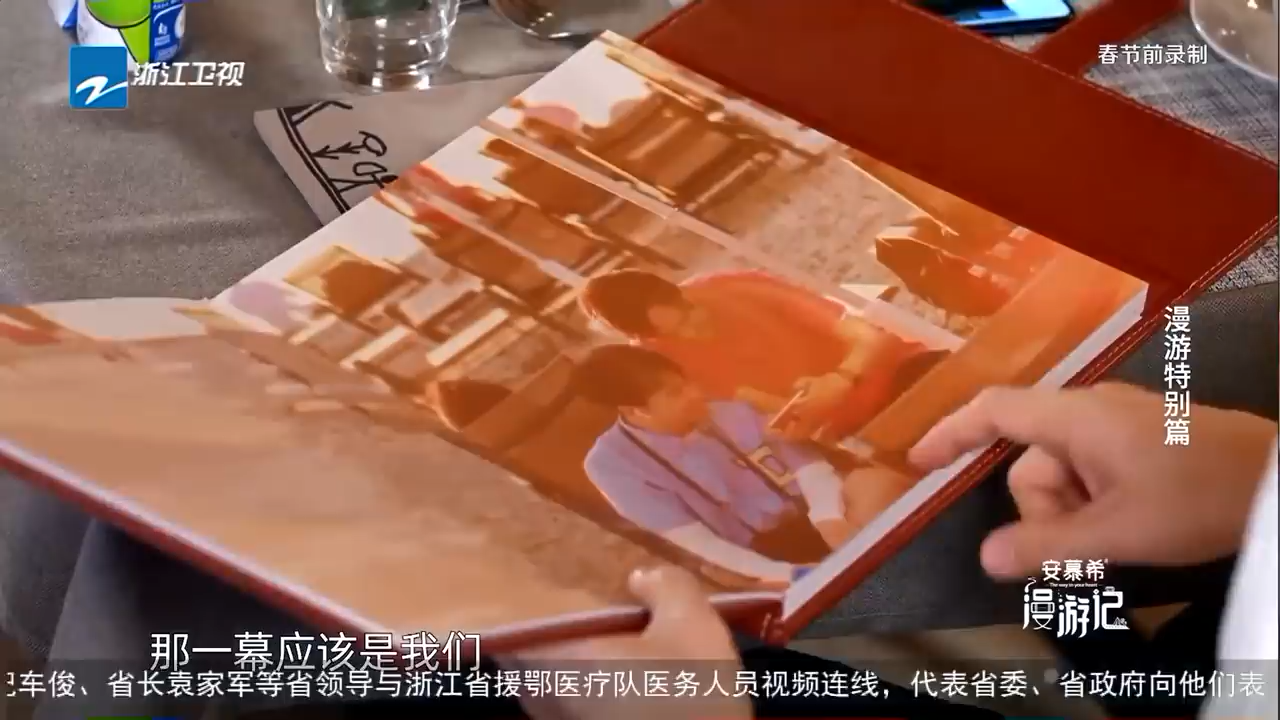 浙江卫视
春节前录制
漫游特别篇
安慕希
漫游记
那一幕应该是我们
记车俊、省长袁家军等省领导与浙江省援鄂医疗队医务人员视频连线，代表省委、省政府向他们表